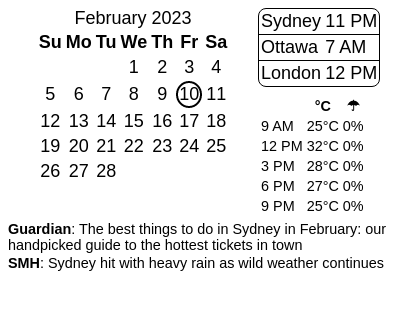 February 2023
Su Mo Tu We Th Fr Sa
1 2 3 4
5 6 7 8 9 10 11
12 13 14 15 16 17 18
19 20 21 22 23 24 25
26 27 28
Sydney 11 PM
Ottawa 7 AM
London 12 PM
°C ☂
9 AM 25°C 0%
12 PM 32°C 0%
3 PM 28°C 0%
6 PM 27°C 0%
9 PM 25°C 0%
Guardian: The best things to do in Sydney in February: our
handpicked guide to the hottest tickets in town
SMH: Sydney hit with heavy rain as wild weather continues